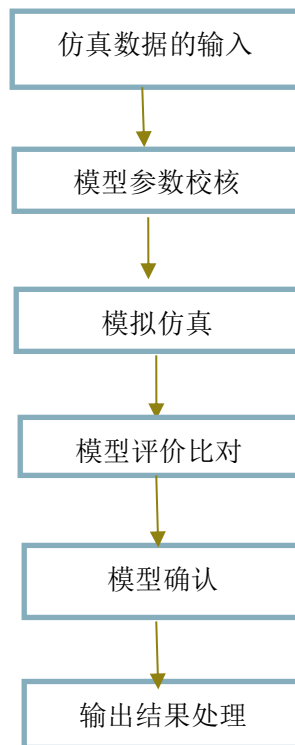 仿真数据的输入
模型参数校核
模拟仿真
模型评价比对
模型确认
输出结果处理